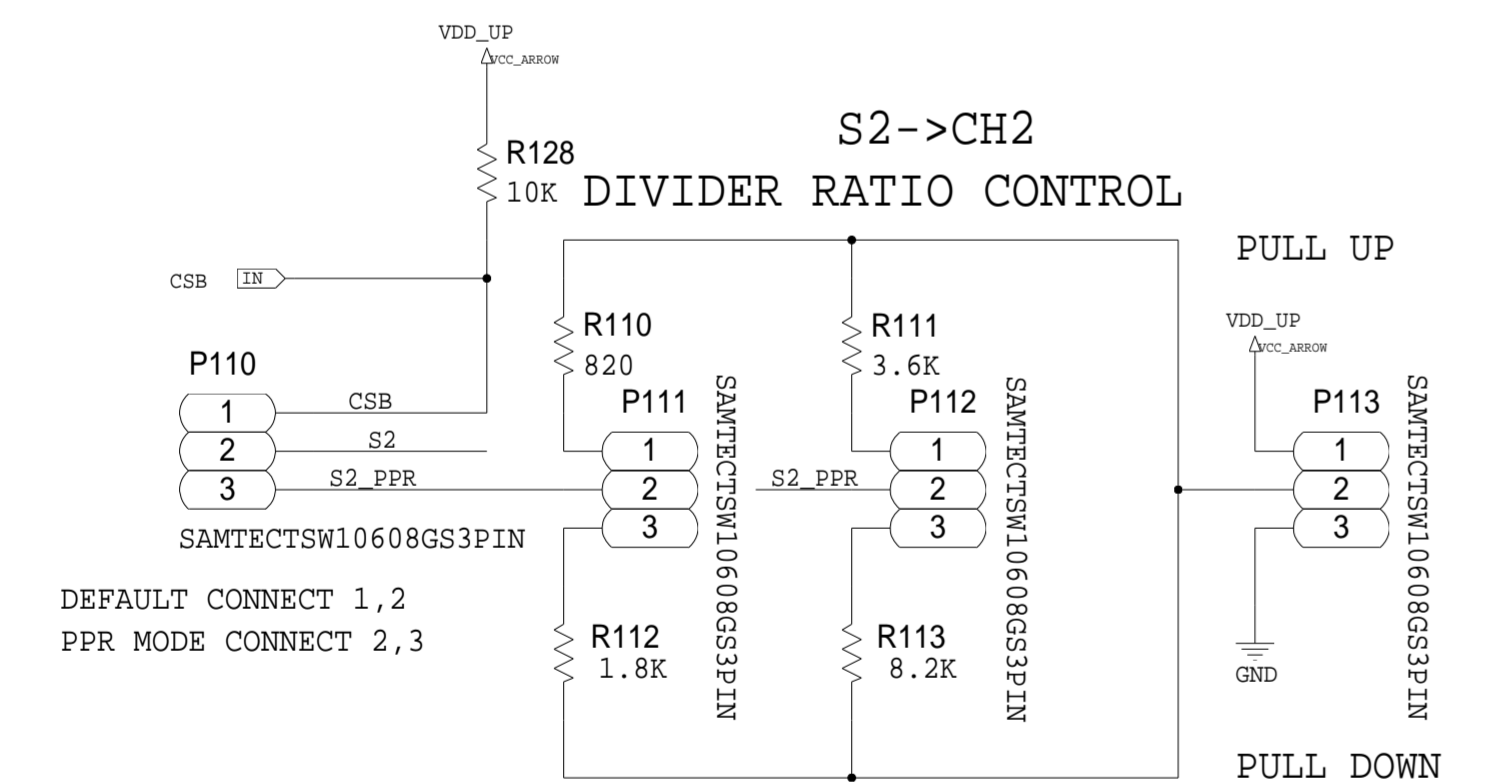 VDD_UP
VCC_ARROW
R128
10K
S2->CH2
DIVIDER RATIO CONTROL
CSB
IN
P110
1
CSB
2
S2
3
S2_PPR
SAMTECTSW10608GS3PIN
DEFAULT CONNECT 1,2
PPR MODE CONNECT 2,3
R110
820
P111
1
2
3
SAMTECTSW10608GS3PIN
R112
1.8K
R111
3.6K
P112
1
S2_PPR
2
3
SAMTECTSW10608GS3PIN
R113
8.2K
PULL UP
VDD_UP
VCC_ARROW
P113
1
2
3
SAMTECTSW10608GS3PIN
GND
PULL DOWN